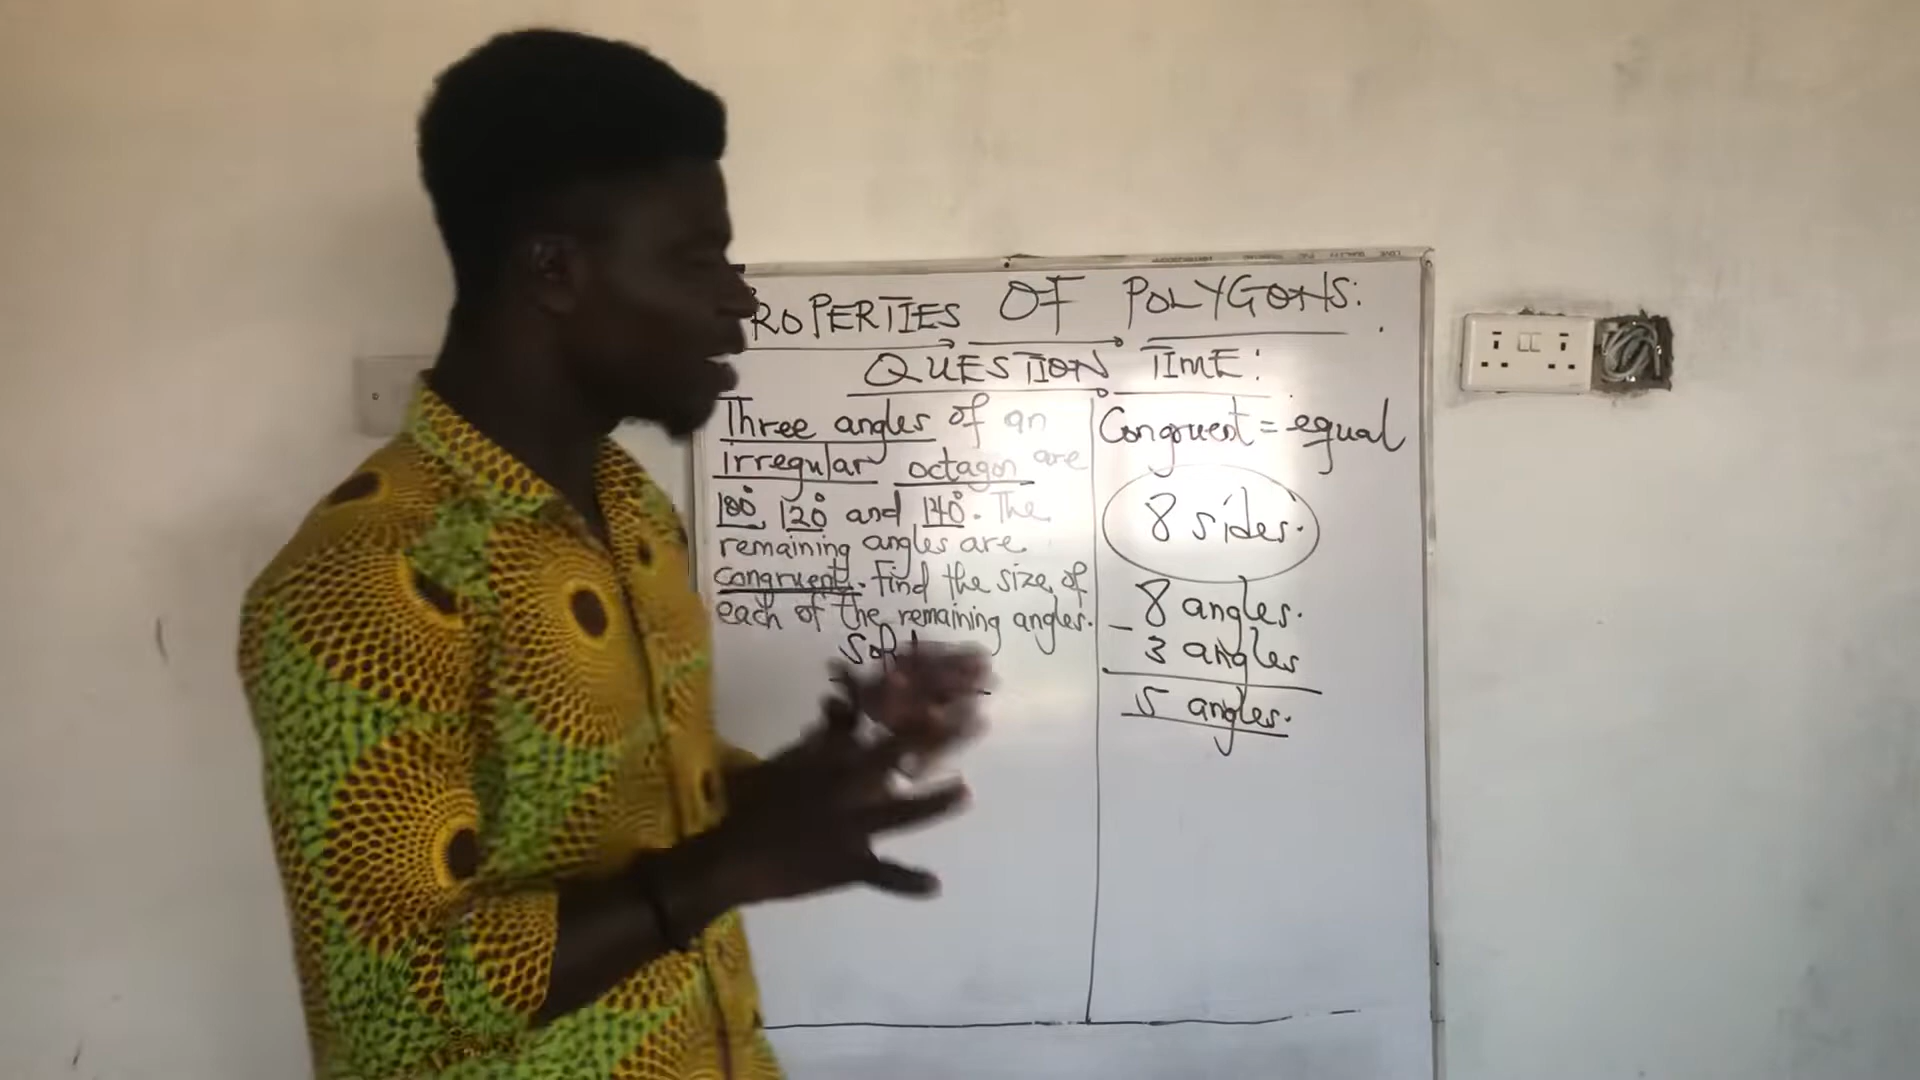 ROPERTIES OF POLYGONS:
QUESTION TIME:
Three angles of an
irregular octagon are
100°, 120° and 140°. The
remaining angles are
congruent. Find the size of
each of the remaining angles.
Congruent = equal
8 sides.
8 angles.
- 3 angles
5 angles.